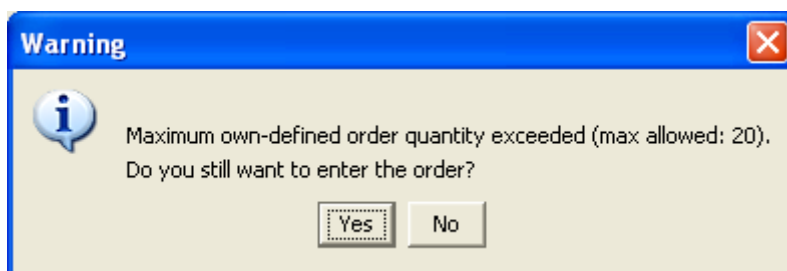 Warning
Maximum own-defined order quantity exceeded (max allowed: 20).
Do you still want to enter the order?
Yes No